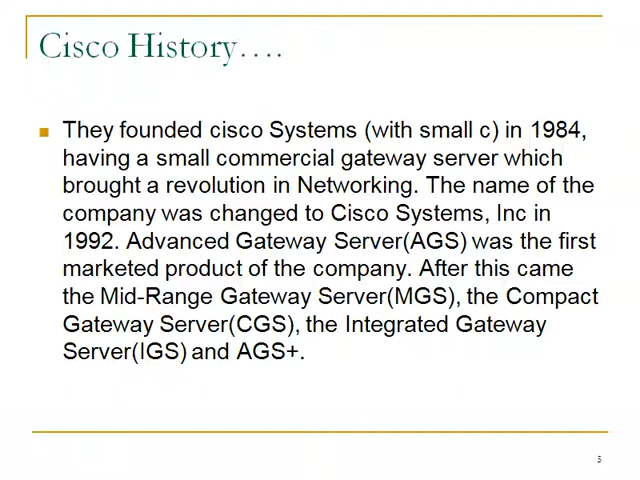 Cisco History….
They founded cisco Systems (with small c) in 1984,
having a small commercial gateway server which
brought a revolution in Networking. The name of the
company was changed to Cisco Systems, Inc in
1992. Advanced Gateway Server(AGS) was the first
marketed product of the company. After this came
the Mid-Range Gateway Server(MGS), the Compact
Gateway Server(CGS), the Integrated Gateway
Server(IGS) and AGS+.
5